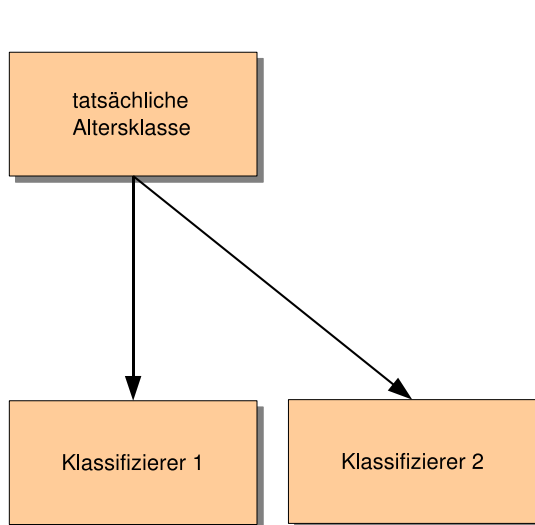 tatsächliche
Altersklasse
Klassifizierer 1
Klassifizierer 2